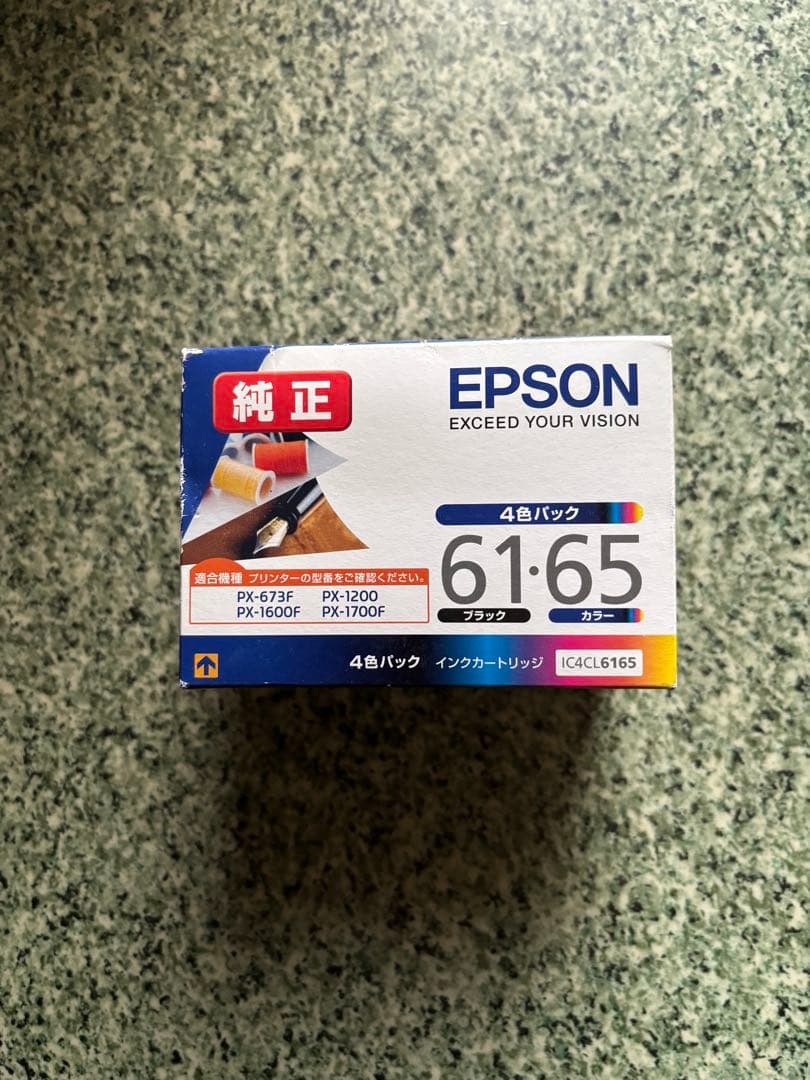 純正
EPSON
EXCEED YOUR VISION
4色パック
61・65
ブラック カラー
適合機種 プリンターの型番をご確認ください。
PX-673F PX-1200
PX-1600F PX-1700F
4色パック インクカートリッジ IC4CL6165